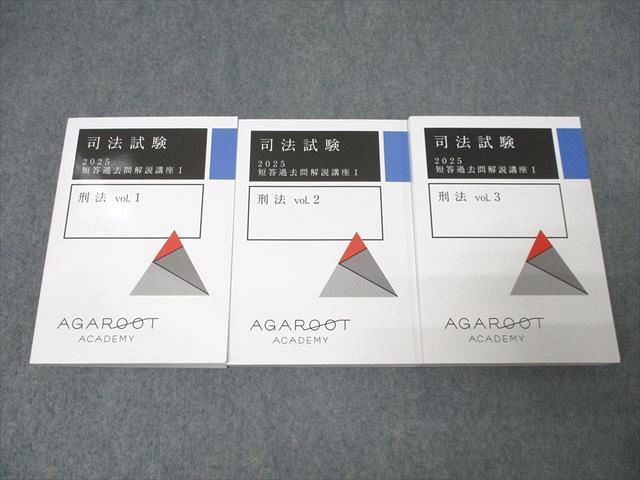 司法試験
2025
短答過去問解説講座 I
刑法 vol. 1
AGAROOT
ACADEMY
司法試験
2025
短答過去問解説講座 I
刑法 vol. 2
AGAROOT
ACADEMY
司法試験
2025
短答過去問解説講座 I
刑法 vol. 3
AGAROOT
ACADEMY